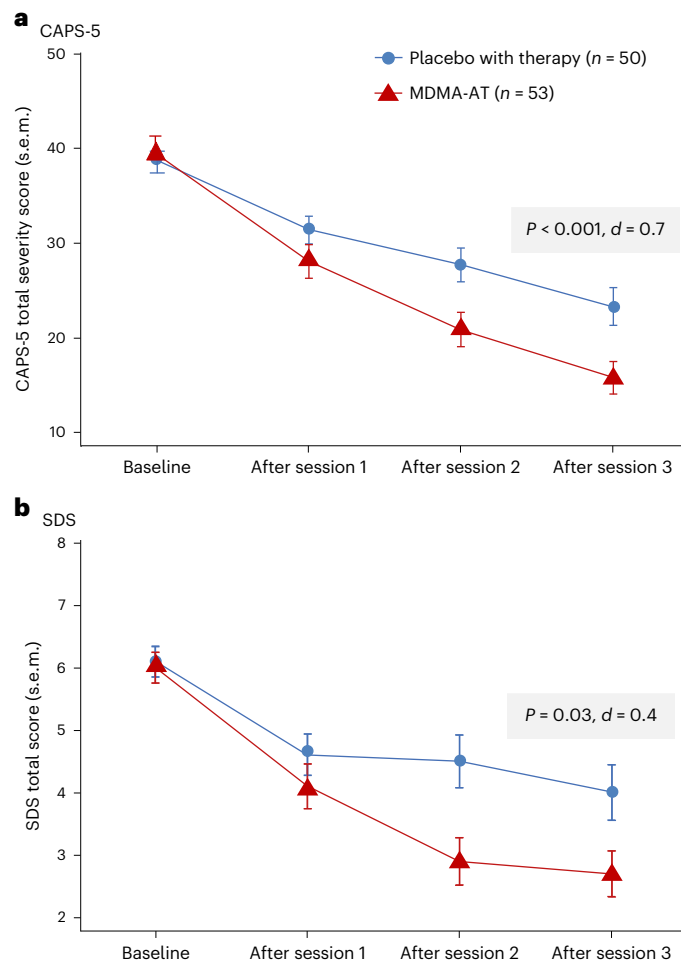 a
CAPS-5
50
40
30
20
10
CAPS-5 total severity score (s.e.m.)
Placebo with therapy (n = 50)
MDMA-AT (n = 53)
P < 0.001, d = 0.7
Baseline After session 1 After session 2 After session 3
b
SDS
8
7
6
5
4
3
2
SDS total score (s.e.m.)
P = 0.03, d = 0.4
Baseline After session 1 After session 2 After session 3